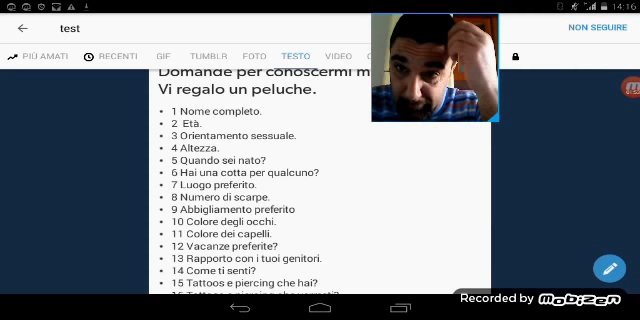 14:16
test
NON SEGUIRE
PIÙ AMATI
RECENTI
GIF
TUMBLR
FOTO
TESTO
VIDEO
Domande per conoscermi m
Vi regalo un peluche.
• 1 Nome completo.
• 2 Età.
• 3 Orientamento sessuale.
• 4 Altezza.
• 5 Quando sei nato?
• 6 Hai una cotta per qualcuno?
• 7 Luogo preferito.
• 8 Numero di scarpe.
• 9 Abbigliamento preferito
• 10 Colore degli occhi.
• 11 Colore dei capelli.
• 12 Vacanze preferite?
• 13 Rapporto con i tuoi genitori.
• 14 Come ti senti?
• 15 Tattoos e piercing che hai?
Recorded by Mobizen